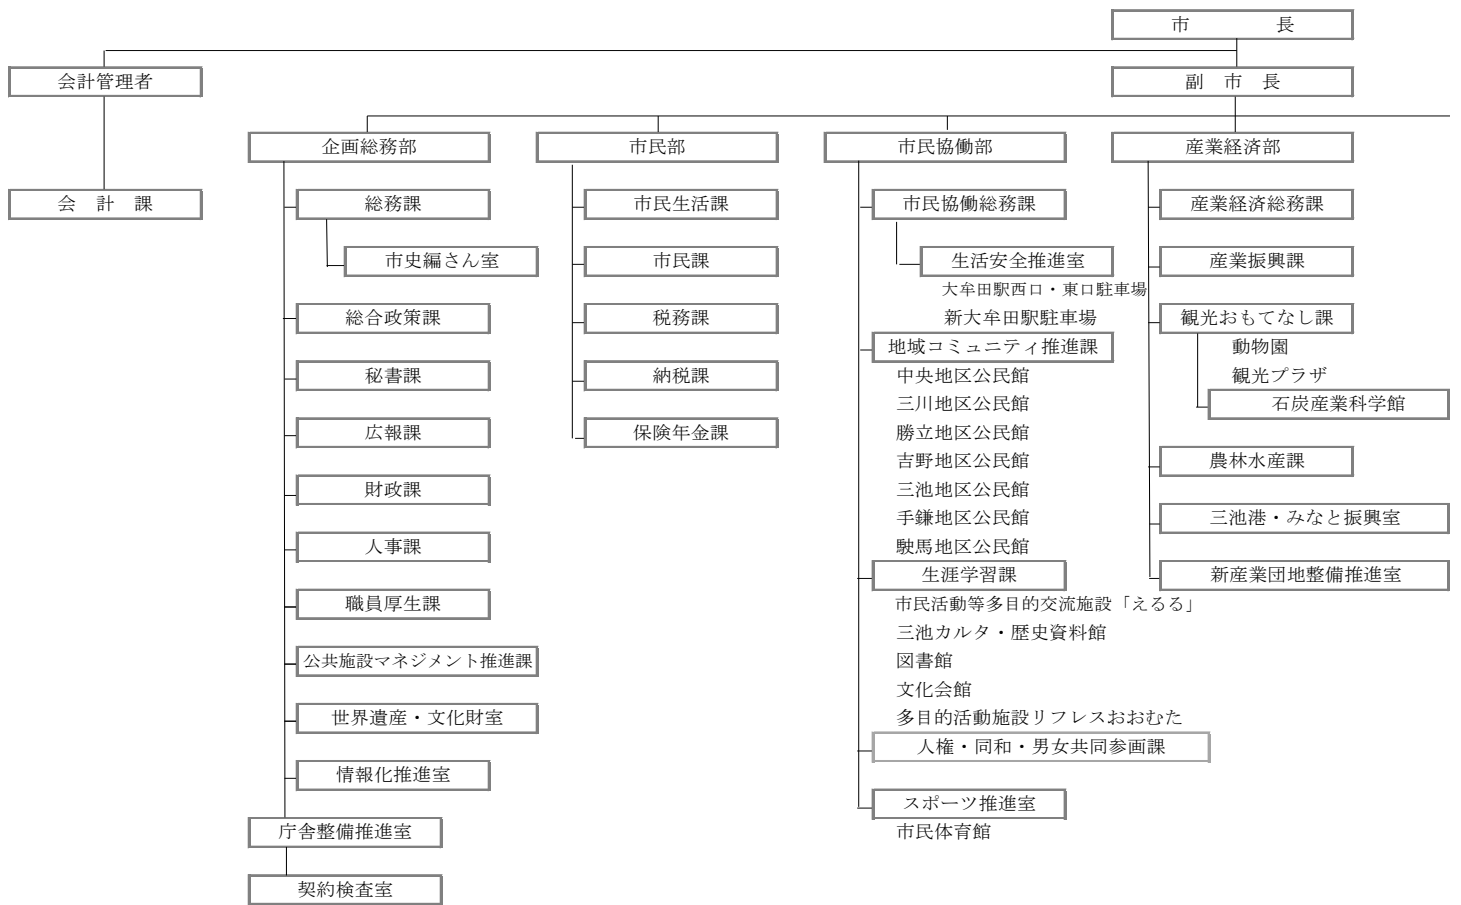 市長
会計管理者
副市長
会計課
企画総務部
総務課
市史編さん室
総合政策課
秘書課
広報課
財政課
人事課
職員厚生課
公共施設マネジメント推進課
世界遺産・文化財室
情報化推進室
庁舎整備推進室
契約検査室
市民部
市民生活課
市民課
税務課
納税課
保険年金課
市民協働部
市民協働総務課
生活安全推進室
大牟田駅西口・東口駐車場
新大牟田駅駐車場
地域コミュニティ推進課
中央地区公民館
三川地区公民館
勝立地区公民館
吉野地区公民館
三池地区公民館
手鎌地区公民館
駛馬地区公民館
生涯学習課
市民活動等多目的交流施設「えるる」
三池カルタ・歴史資料館
図書館
文化会館
多目的活動施設リフレスおおむた
人権・同和・男女共同参画課
スポーツ推進室
市民体育館
産業経済部
産業経済総務課
産業振興課
観光おもてなし課
動物園
観光プラザ
石炭産業科学館
農林水産課
三池港・みなと振興室
新産業団地整備推進室